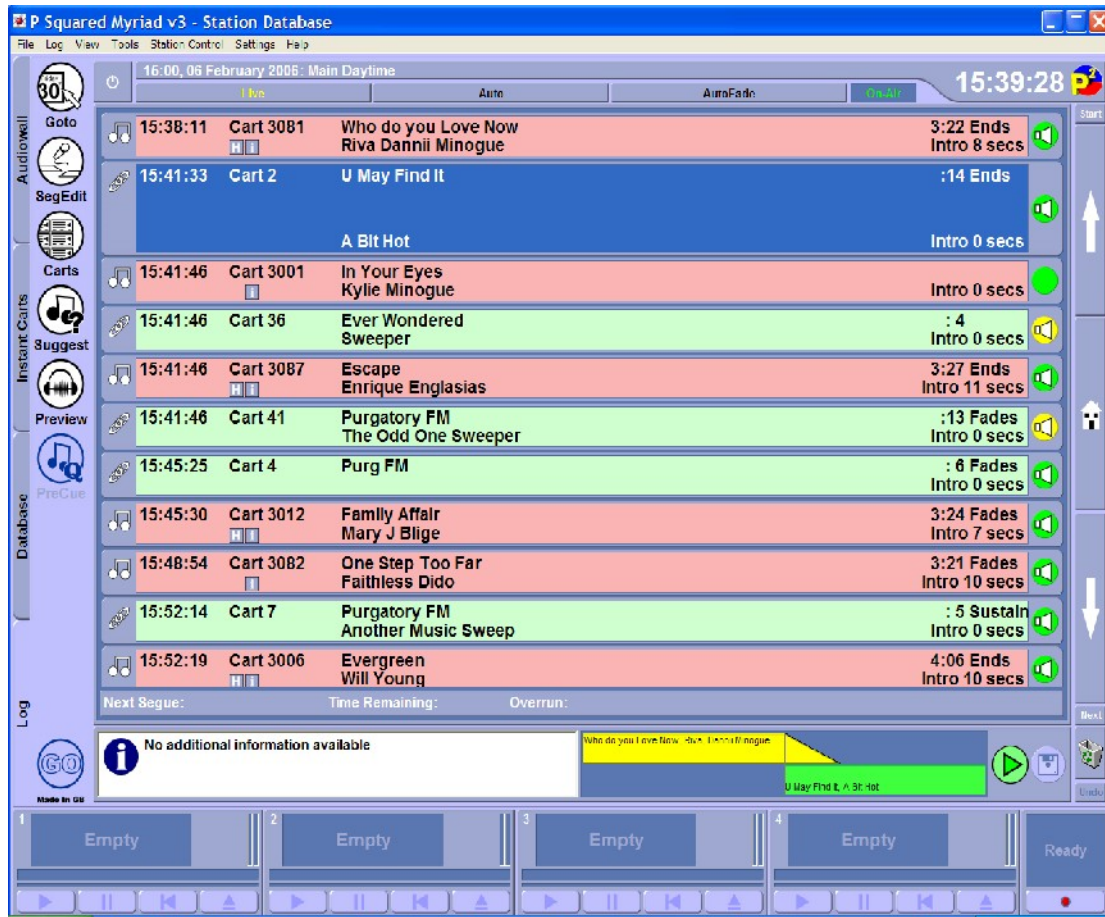 P Squared Myriad v3 - Station Database
File Log View Tools Station Control Settings Help
16:00, 06 February 2006: Main Daytime
Live Auto AutoFade On-Air
15:39:28
Audiowall
Instant Carts
Database
Log
30
Goto
SegEdit
Carts
Suggest
Preview
PreCue
GO
Made in GB
15:38:11 Cart 3081 Who do you Love Now 3:22 Ends
H i Riva Dannii Minogue Intro 8 secs
15:41:33 Cart 2 U May Find It :14 Ends
A Bit Hot Intro 0 secs
15:41:46 Cart 3001 In Your Eyes
i Kylie Minogue Intro 0 secs
15:41:46 Cart 36 Ever Wondered : 4
Sweeper Intro 0 secs
15:41:46 Cart 3087 Escape 3:27 Ends
H i Enrique Englasias Intro 11 secs
15:41:46 Cart 41 Purgatory FM :13 Fades
The Odd One Sweeper Intro 0 secs
15:45:25 Cart 4 Purg FM : 6 Fades
Intro 0 secs
15:45:30 Cart 3012 Family Affair 3:24 Fades
H i Mary J Blige Intro 7 secs
15:48:54 Cart 3082 One Step Too Far 3:21 Fades
i Faithless Dido Intro 10 secs
15:52:14 Cart 7 Purgatory FM : 5 Sustain
Another Music Sweep Intro 0 secs
15:52:19 Cart 3006 Evergreen 4:06 Ends
H i Will Young Intro 10 secs
Next Segue: Time Remaining: Overrun:
Start
Next
Undo
No additional information available
Who do you Love Now, Riva Dannii Minogue
U May Find It, A Bit Hot
1 Empty
2 Empty
3 Empty
4 Empty
Ready